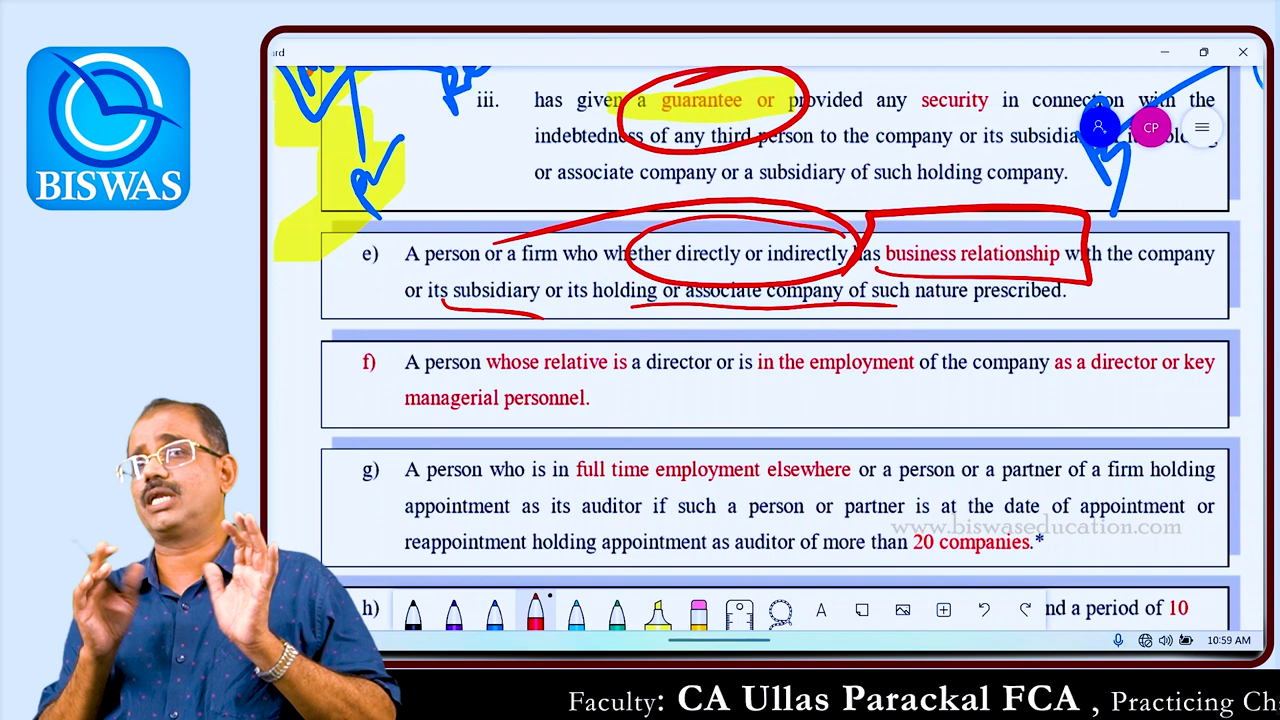 BISWAS
ard
iii. has given a guarantee or provided any security in connection with the
indebtedness of any third person to the company or its
or associate company or a subsidiary of such holding company.
CP
e) A person or a firm who whether directly or indirectly has business relationship with the company
or its subsidiary or its holding or associate company of such nature prescribed.
f) A person whose relative is a director or is in the employment of the company as a director or key
managerial personnel.
g) A person who is in full time employment elsewhere or a person or a partner of a firm holding
appointment as its auditor if such a person or partner is at the date of appointment or
www.biswaseducation.com
reappointment holding appointment as auditor of more than 20 companies.*
h) nd a period of 10
A
10:59 AM
Faculty: CA Ullas Parackal FCA , Practicing Cha